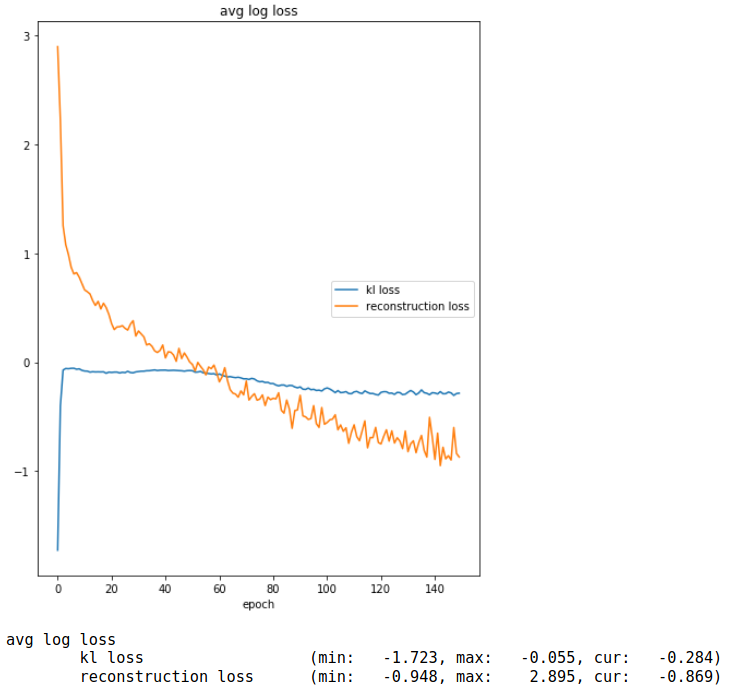 avg log loss
3
2
1
0
−1
kl loss
reconstruction loss
0 20 40 60 80 100 120 140
epoch
avg log loss
kl loss (min: -1.723, max: -0.055, cur: -0.284)
reconstruction loss (min: -0.948, max: 2.895, cur: -0.869)